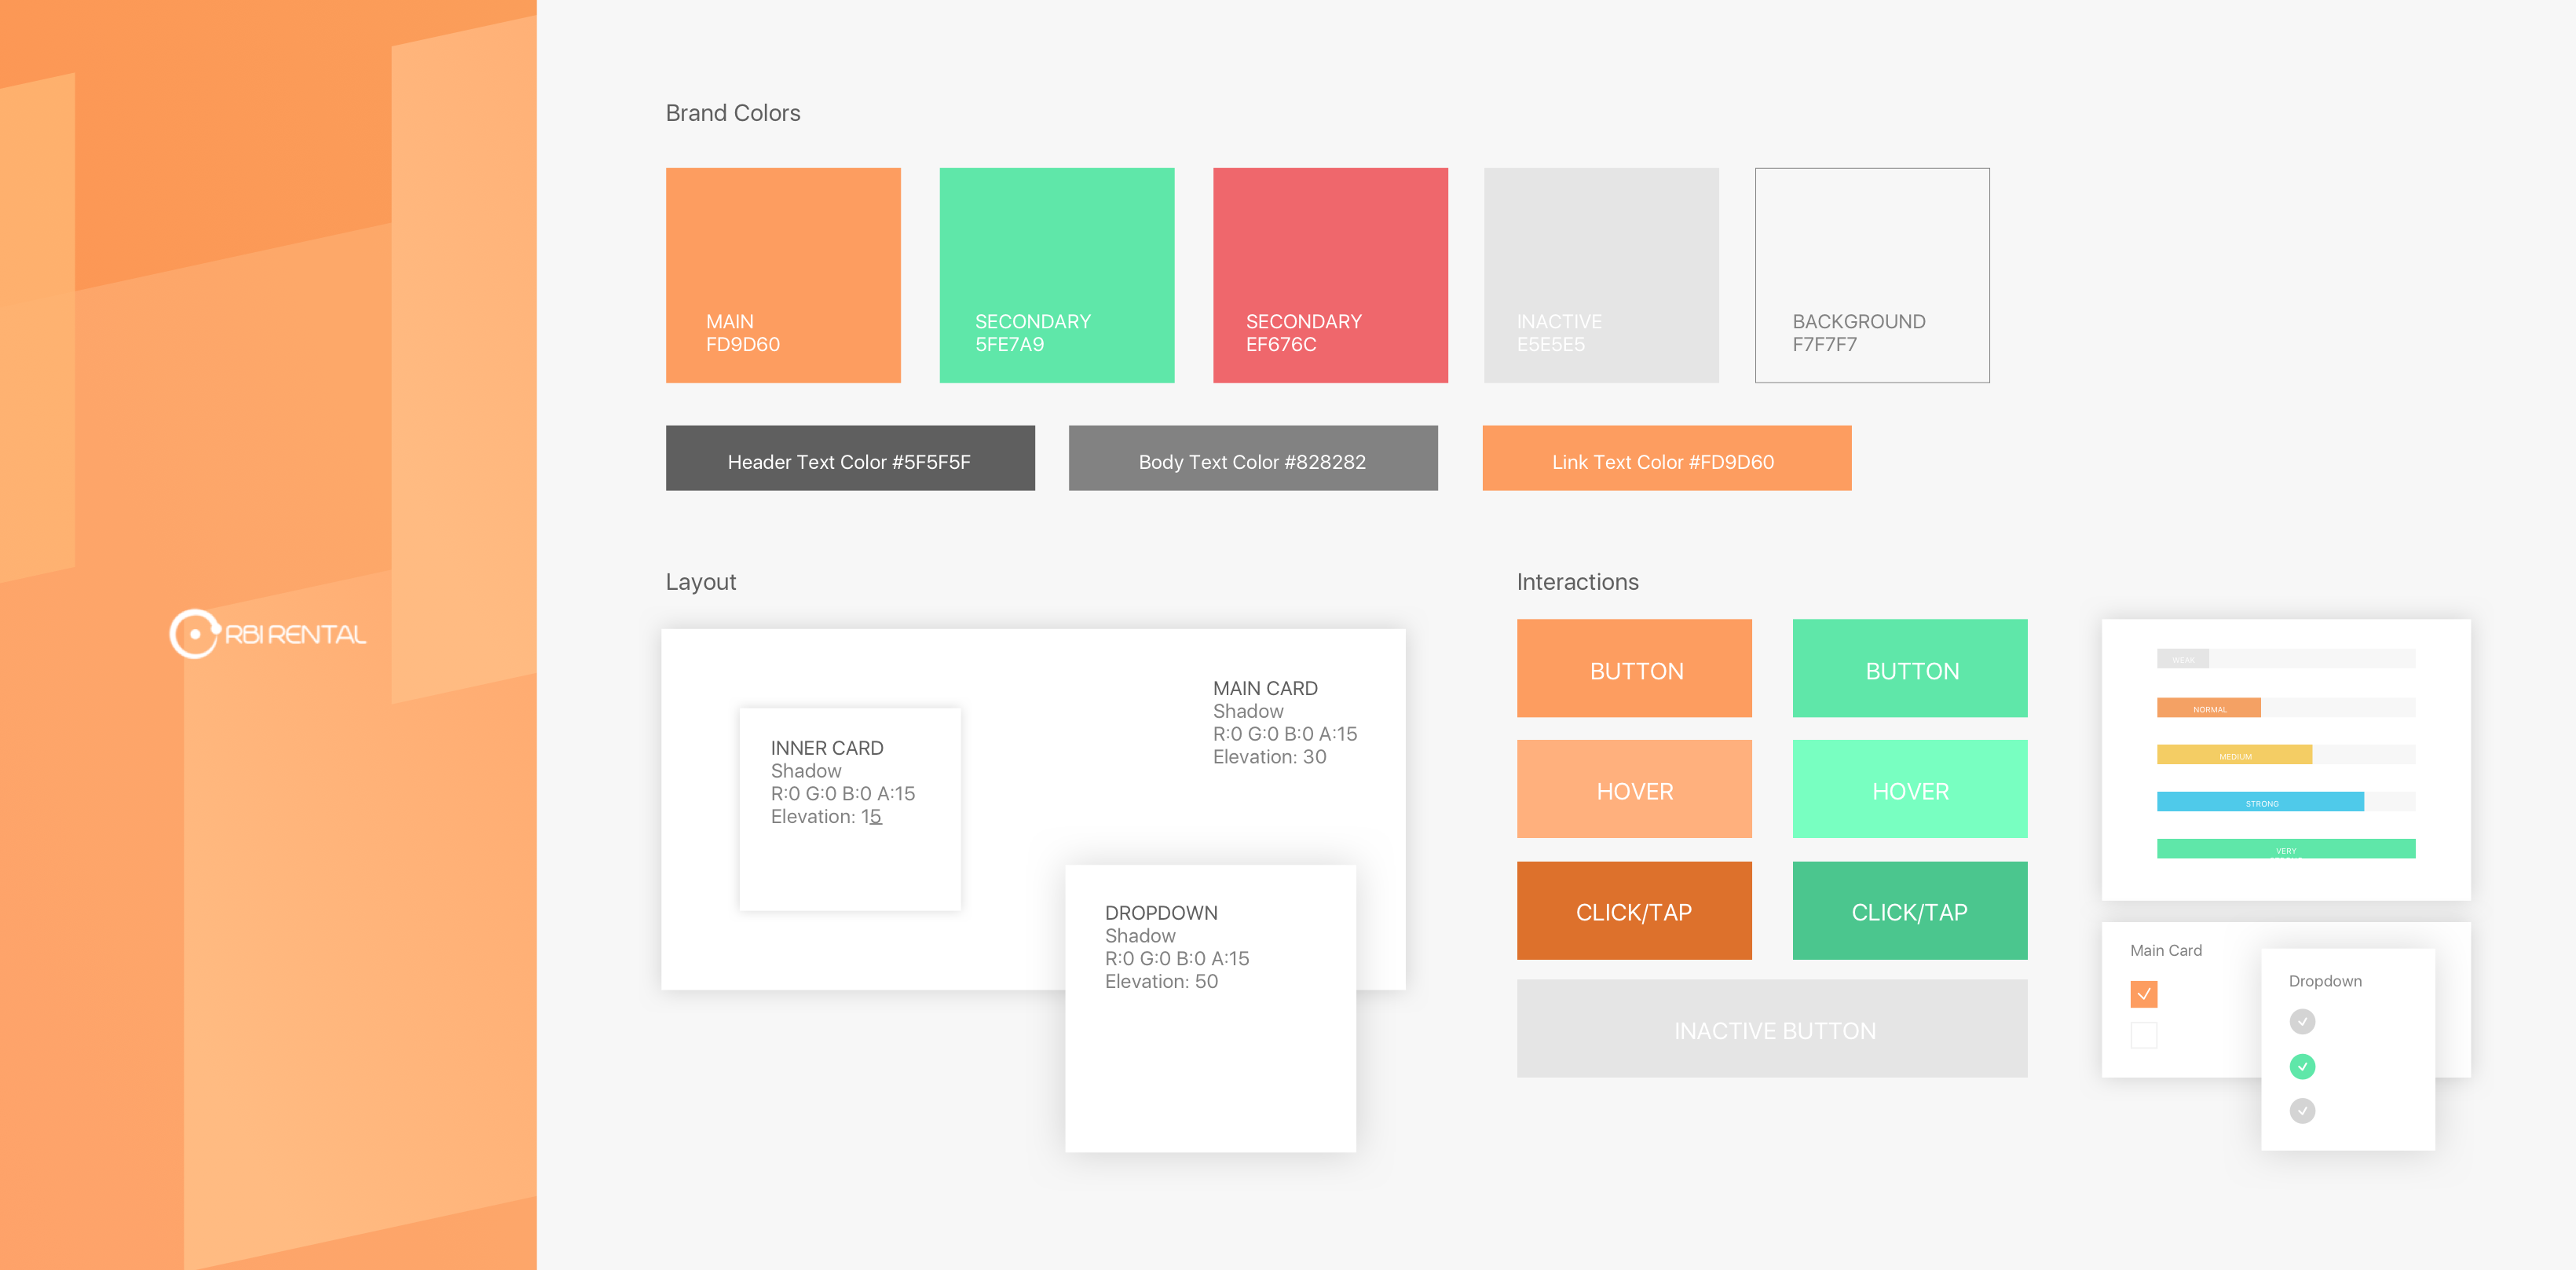 RBI RENTAL
Brand Colors
MAIN
FD9D60
SECONDARY
5FE7A9
SECONDARY
EF676C
INACTIVE
E5E5E5
BACKGROUND
F7F7F7
Header Text Color #5F5F5F
Body Text Color #828282
Link Text Color #FD9D60
Layout
INNER CARD
Shadow
R:0 G:0 B:0 A:15
Elevation: 15
MAIN CARD
Shadow
R:0 G:0 B:0 A:15
Elevation: 30
DROPDOWN
Shadow
R:0 G:0 B:0 A:15
Elevation: 50
Interactions
BUTTON
BUTTON
HOVER
HOVER
CLICK/TAP
CLICK/TAP
INACTIVE BUTTON
WEAK
NORMAL
MEDIUM
STRONG
VERY
Main Card
Dropdown